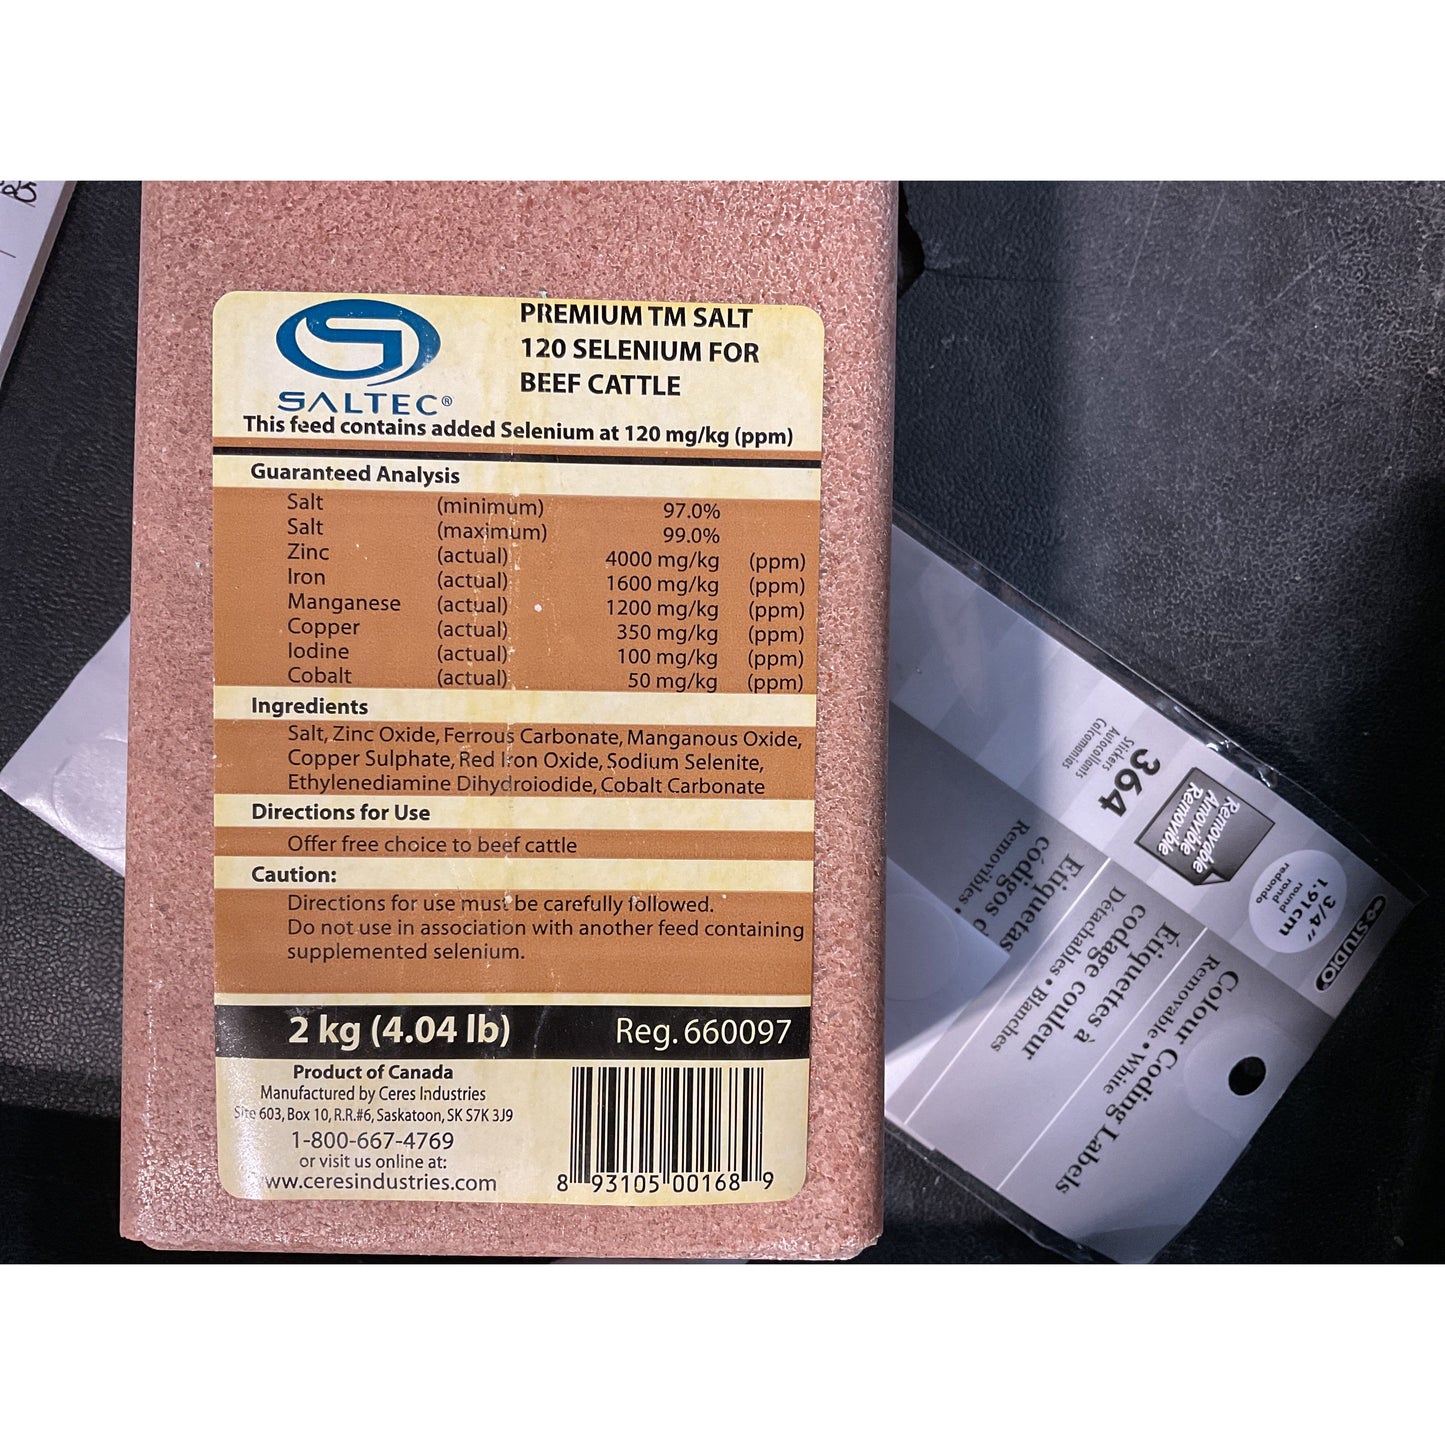 SALTEC®
PREMIUM TM SALT
120 SELENIUM FOR
BEEF CATTLE
This feed contains added Selenium at 120 mg/kg (ppm)
Guaranteed Analysis
Salt (minimum) 97.0%
Salt (maximum) 99.0%
Zinc (actual) 4000 mg/kg (ppm)
Iron (actual) 1600 mg/kg (ppm)
Manganese (actual) 1200 mg/kg (ppm)
Copper (actual) 350 mg/kg (ppm)
Iodine (actual) 100 mg/kg (ppm)
Cobalt (actual) 50 mg/kg (ppm)
Ingredients
Salt, Zinc Oxide, Ferrous Carbonate, Manganous Oxide,
Copper Sulphate, Red Iron Oxide, Sodium Selenite,
Ethylenediamine Dihydroiodide, Cobalt Carbonate
Directions for Use
Offer free choice to beef cattle
Caution:
Directions for use must be carefully followed.
Do not use in association with another feed containing
supplemented selenium.
2 kg (4.04 lb) Reg. 660097
Product of Canada
Manufactured by Ceres Industries
Site 603, Box 10, R.R.#6, Saskatoon, SK S7K 3J9
1-800-667-4769
or visit us online at:
www.ceresindustries.com
8 93105 00168 9
STUDIO
3/4"
1.91cm
round
rond
redondo
Removable
Amovible
Removible
364
Stickers
Autocollants
Calcomanías
Colour Coding Labels
Removable • White
Étiquettes à
codage couleur
Détachables • Blanches
Etiquetas
códigos
Removibles •